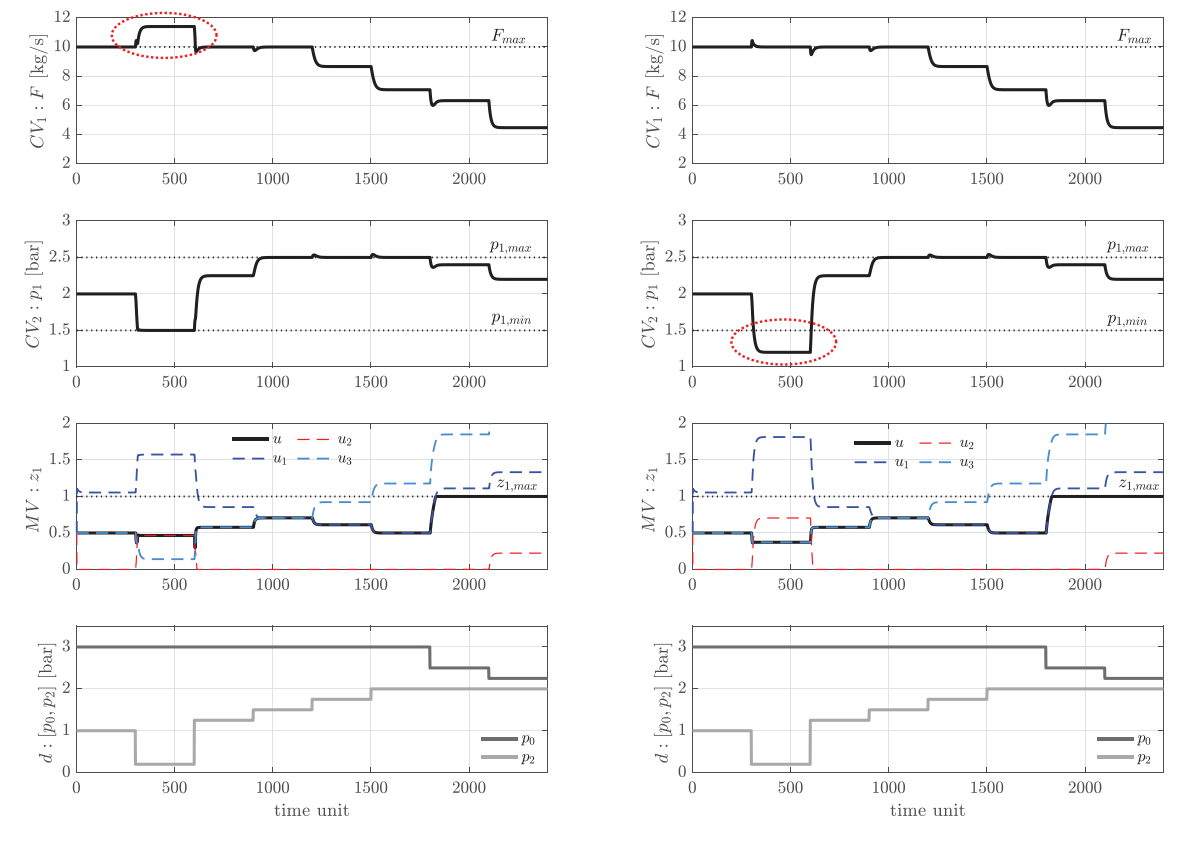 12
10
8
6
4
2
0
500
1000
1500
2000
CV₁ : F [kg/s]
Fmax
12
10
8
6
4
2
0
500
1000
1500
2000
CV₁ : F [kg/s]
Fmax
3
2.5
2
1.5
1
0
500
1000
1500
2000
CV₂ : p₁ [bar]
p1,max
p1,min
3
2.5
2
1.5
1
0
500
1000
1500
2000
CV₂ : p₁ [bar]
p1,max
p1,min
2
1.5
1
0.5
0
0
500
1000
1500
2000
MV : z₁
u
u₂
u₁
u₃
z1,max
2
1.5
1
0.5
0
0
500
1000
1500
2000
MV : z₁
u
u₂
u₁
u₃
z1,max
3
2
1
0
0
500
1000
1500
2000
d : [p₀, p₂] [bar]
p₀
p₂
time unit
3
2
1
0
0
500
1000
1500
2000
d : [p₀, p₂] [bar]
p₀
p₂
time unit